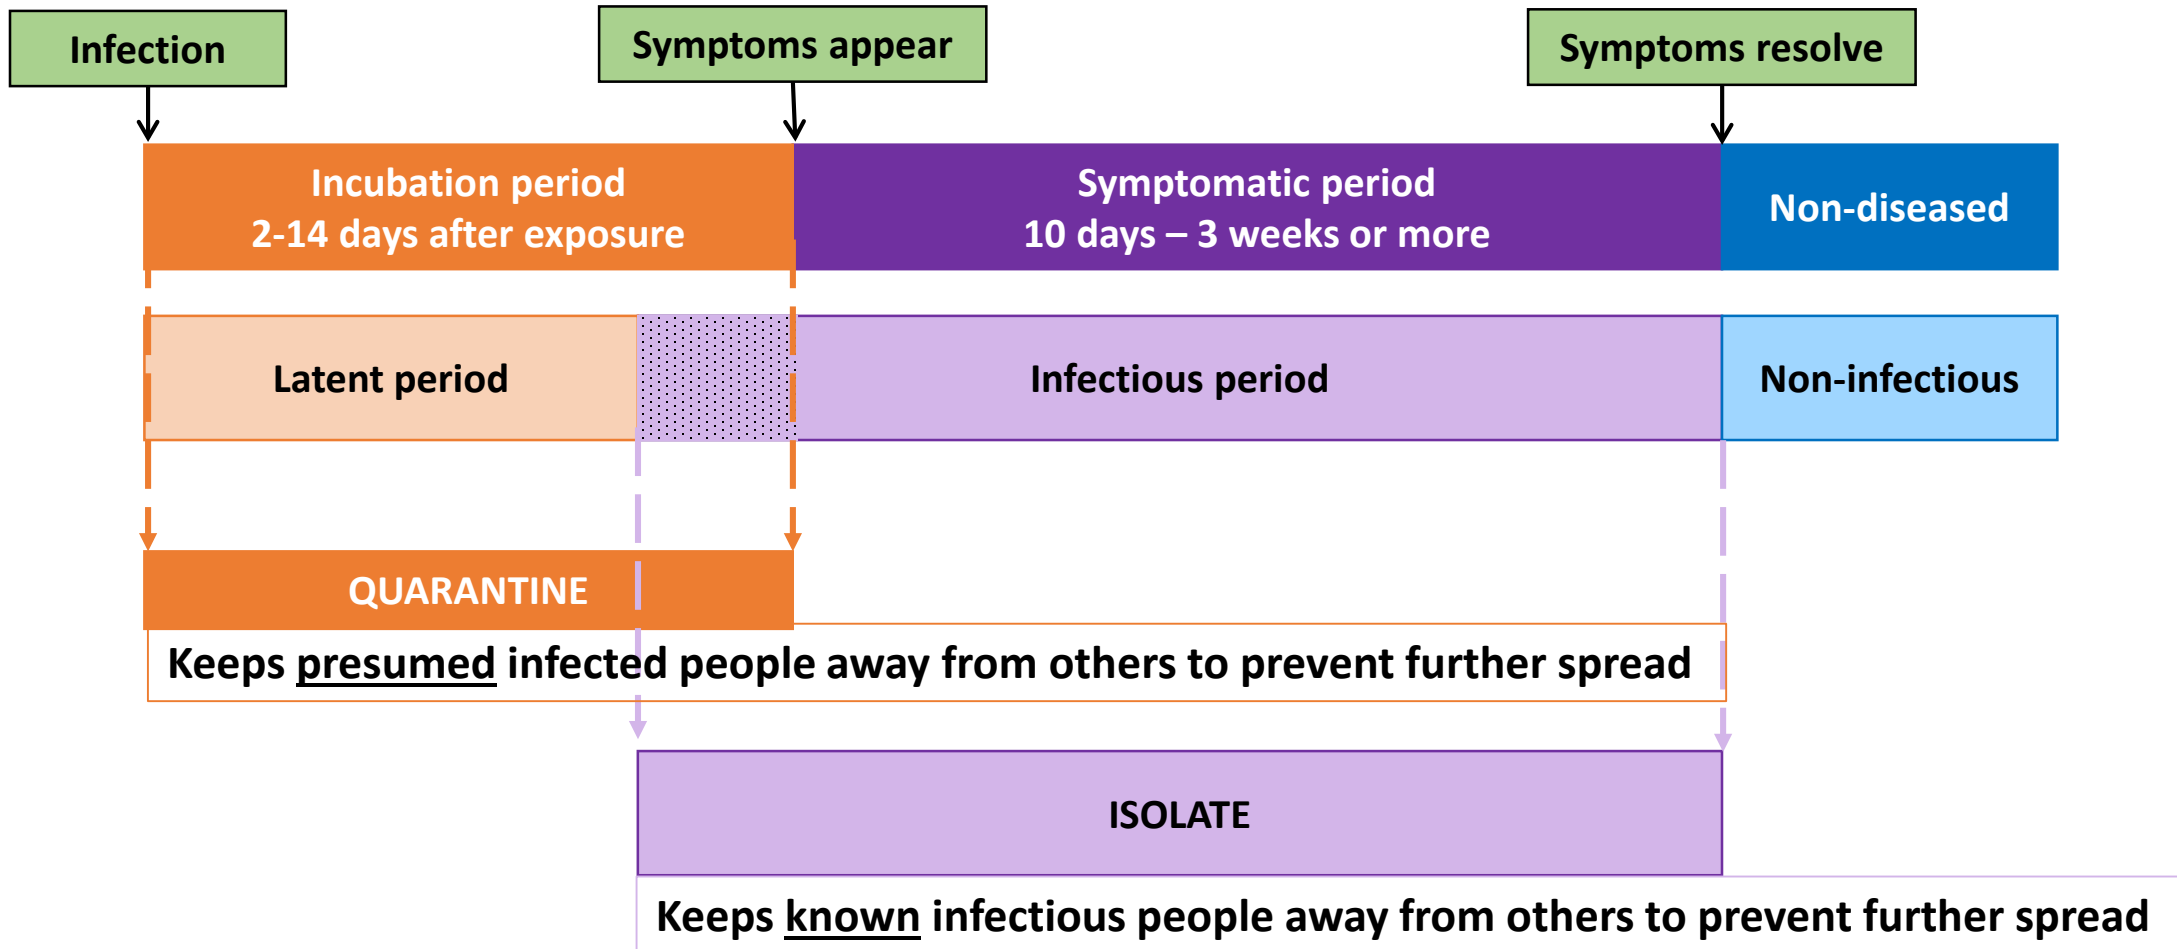 Infection
Symptoms appear
Symptoms resolve
Incubation period
2-14 days after exposure
Symptomatic period
10 days – 3 weeks or more
Non-diseased
Latent period
Infectious period
Non-infectious
QUARANTINE
Keeps presumed infected people away from others to prevent further spread
ISOLATE
Keeps known infectious people away from others to prevent further spread